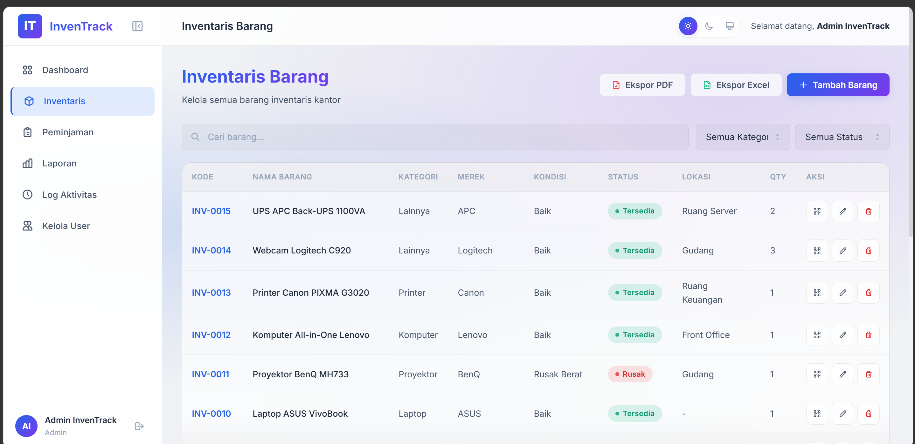 IT InvenTrack
Inventaris Barang
Selamat datang, Admin InvenTrack
Dashboard
Inventaris
Peminjaman
Laporan
Log Aktivitas
Kelola User
AI
Admin InvenTrack
Admin
Inventaris Barang
Kelola semua barang inventaris kantor
Ekspor PDF
Ekspor Excel
+ Tambah Barang
Cari barang...
Semua Kategor
Semua Status
KODE NAMA BARANG KATEGORI MEREK KONDISI STATUS LOKASI QTY AKSI
INV-0015 UPS APC Back-UPS 1100VA Lainnya APC Baik Tersedia Ruang Server 2
INV-0014 Webcam Logitech C920 Lainnya Logitech Baik Tersedia Gudang 3
INV-0013 Printer Canon PIXMA G3020 Printer Canon Baik Tersedia Ruang Keuangan 1
INV-0012 Komputer All-in-One Lenovo Komputer Lenovo Baik Tersedia Front Office 1
INV-0011 Proyektor BenQ MH733 Proyektor BenQ Rusak Berat Rusak Gudang 1
INV-0010 Laptop ASUS VivoBook Laptop ASUS Baik Tersedia - 1